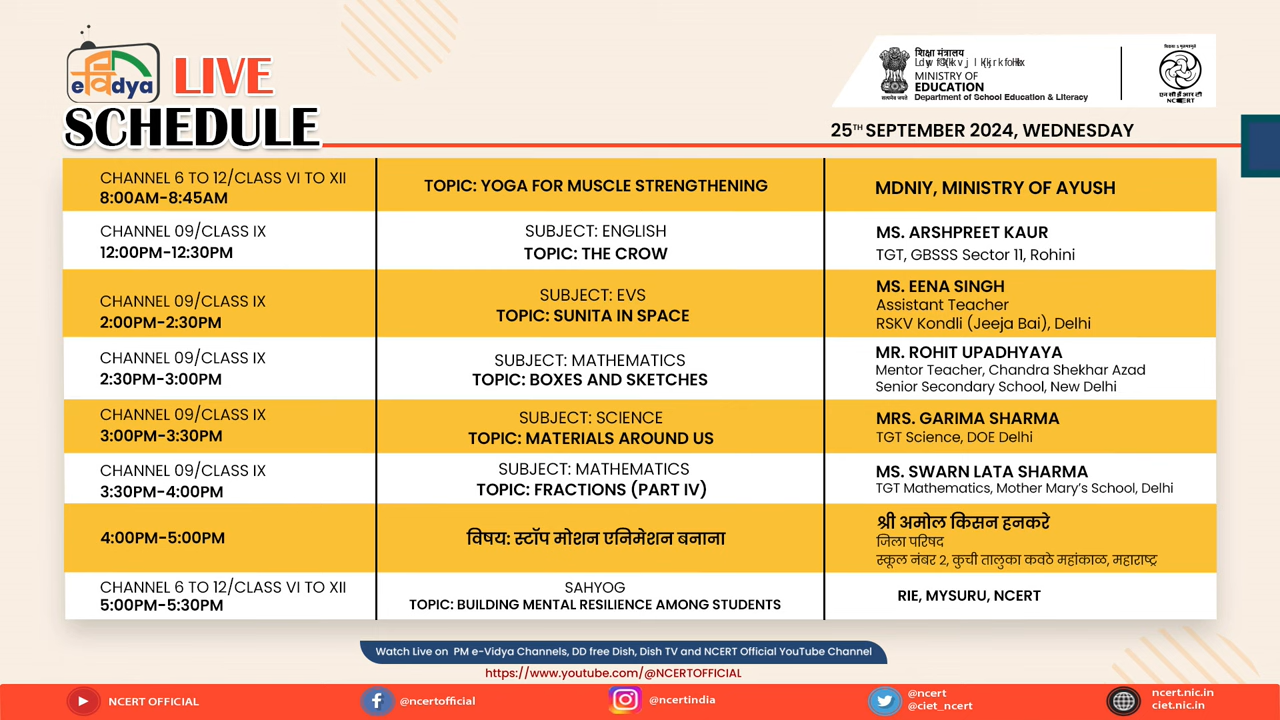 eविdya
LIVE
SCHEDULE
शिक्षा मंत्रालय
MINISTRY OF
EDUCATION
Department of School Education & Literacy
सत्यमेव जयते
एन सी ई आर टी
NCERT
25TH SEPTEMBER 2024, WEDNESDAY
CHANNEL 6 TO 12/CLASS VI TO XII
8:00AM-8:45AM
TOPIC: YOGA FOR MUSCLE STRENGTHENING
MDNIY, MINISTRY OF AYUSH
CHANNEL 09/CLASS IX
12:00PM-12:30PM
SUBJECT: ENGLISH
TOPIC: THE CROW
MS. ARSHPREET KAUR
TGT, GBSSS Sector 11, Rohini
CHANNEL 09/CLASS IX
2:00PM-2:30PM
SUBJECT: EVS
TOPIC: SUNITA IN SPACE
MS. EENA SINGH
Assistant Teacher
RSKV Kondli (Jeeja Bai), Delhi
CHANNEL 09/CLASS IX
2:30PM-3:00PM
SUBJECT: MATHEMATICS
TOPIC: BOXES AND SKETCHES
MR. ROHIT UPADHYAYA
Mentor Teacher, Chandra Shekhar Azad
Senior Secondary School, New Delhi
CHANNEL 09/CLASS IX
3:00PM-3:30PM
SUBJECT: SCIENCE
TOPIC: MATERIALS AROUND US
MRS. GARIMA SHARMA
TGT Science, DOE Delhi
CHANNEL 09/CLASS IX
3:30PM-4:00PM
SUBJECT: MATHEMATICS
TOPIC: FRACTIONS (PART IV)
MS. SWARN LATA SHARMA
TGT Mathematics, Mother Mary's School, Delhi
4:00PM-5:00PM
विषय: स्टॉप मोशन एनिमेशन बनाना
श्री अमोल किसन हनकरे
जिला परिषद
स्कूल नंबर 2, कुची तालुका कवठे महांकाळ, महाराष्ट्र
CHANNEL 6 TO 12/CLASS VI TO XII
5:00PM-5:30PM
SAHYOG
TOPIC: BUILDING MENTAL RESILIENCE AMONG STUDENTS
RIE, MYSURU, NCERT
Watch Live on PM e-Vidya Channels, DD free Dish, Dish TV and NCERT Official YouTube Channel
https://www.youtube.com/@NCERTOFFICIAL
NCERT OFFICIAL
@ncertofficial
@ncertindia
@ncert
@ciet_ncert
ncert.nic.in
ciet.nic.in